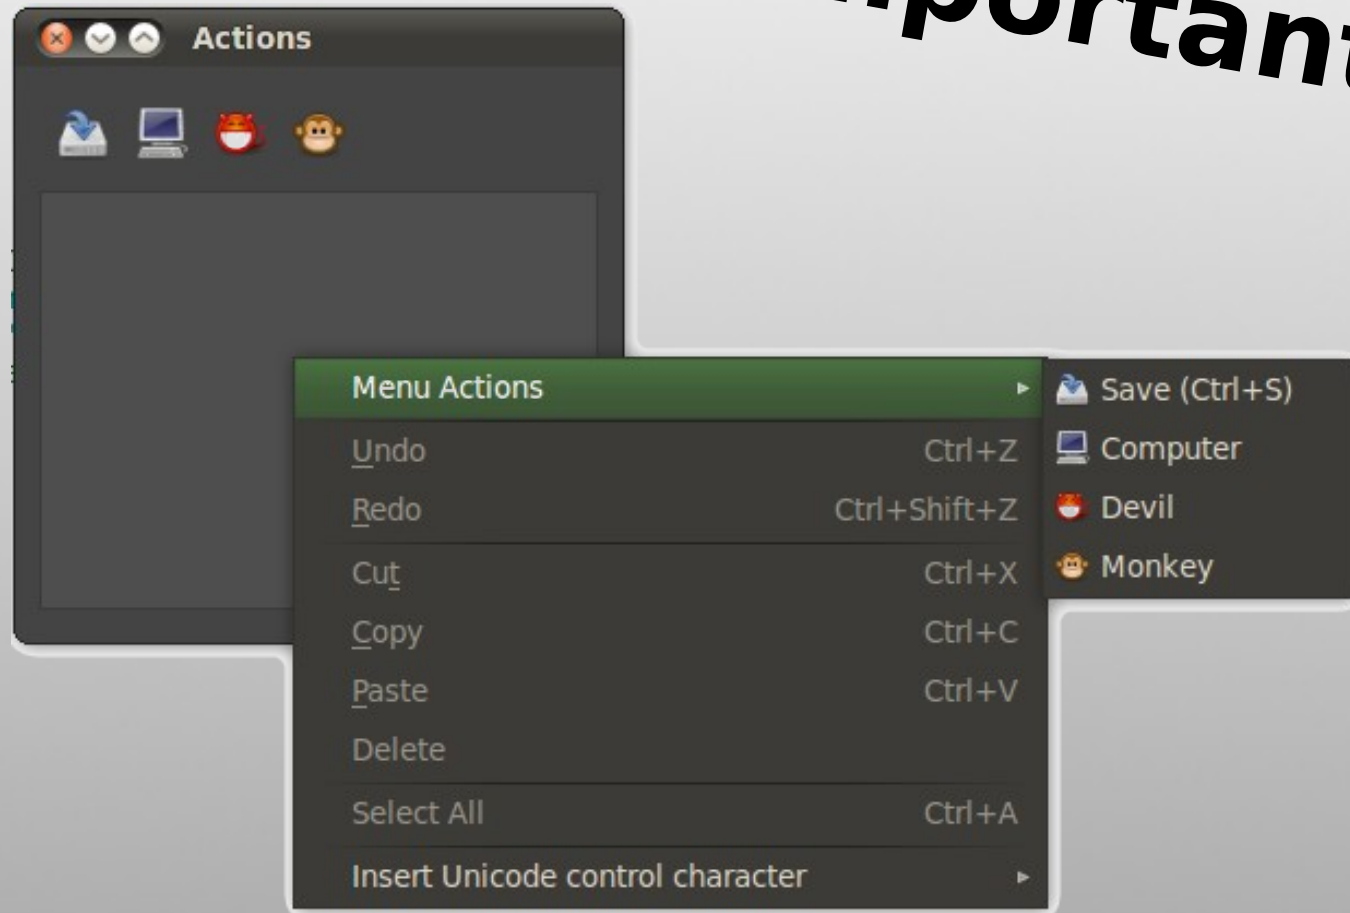 Actions
Menu Actions
Save (Ctrl+S)
Undo Ctrl+Z
Computer
Redo Ctrl+Shift+Z
Devil
Cut Ctrl+X
Monkey
Copy Ctrl+C
Paste Ctrl+V
Delete
Select All Ctrl+A
Insert Unicode control character